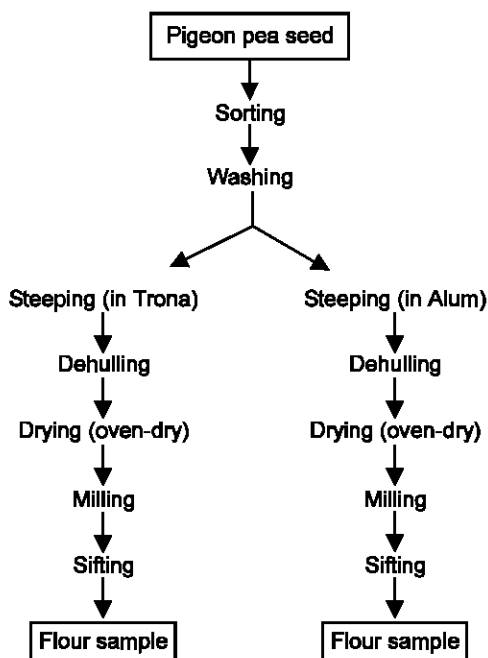 Pigeon pea seed
Sorting
Washing
Steeping (in Trona)
Dehulling
Drying (oven-dry)
Milling
Sifting
Flour sample
Steeping (in Alum)
Dehulling
Drying (oven-dry)
Milling
Sifting
Flour sample